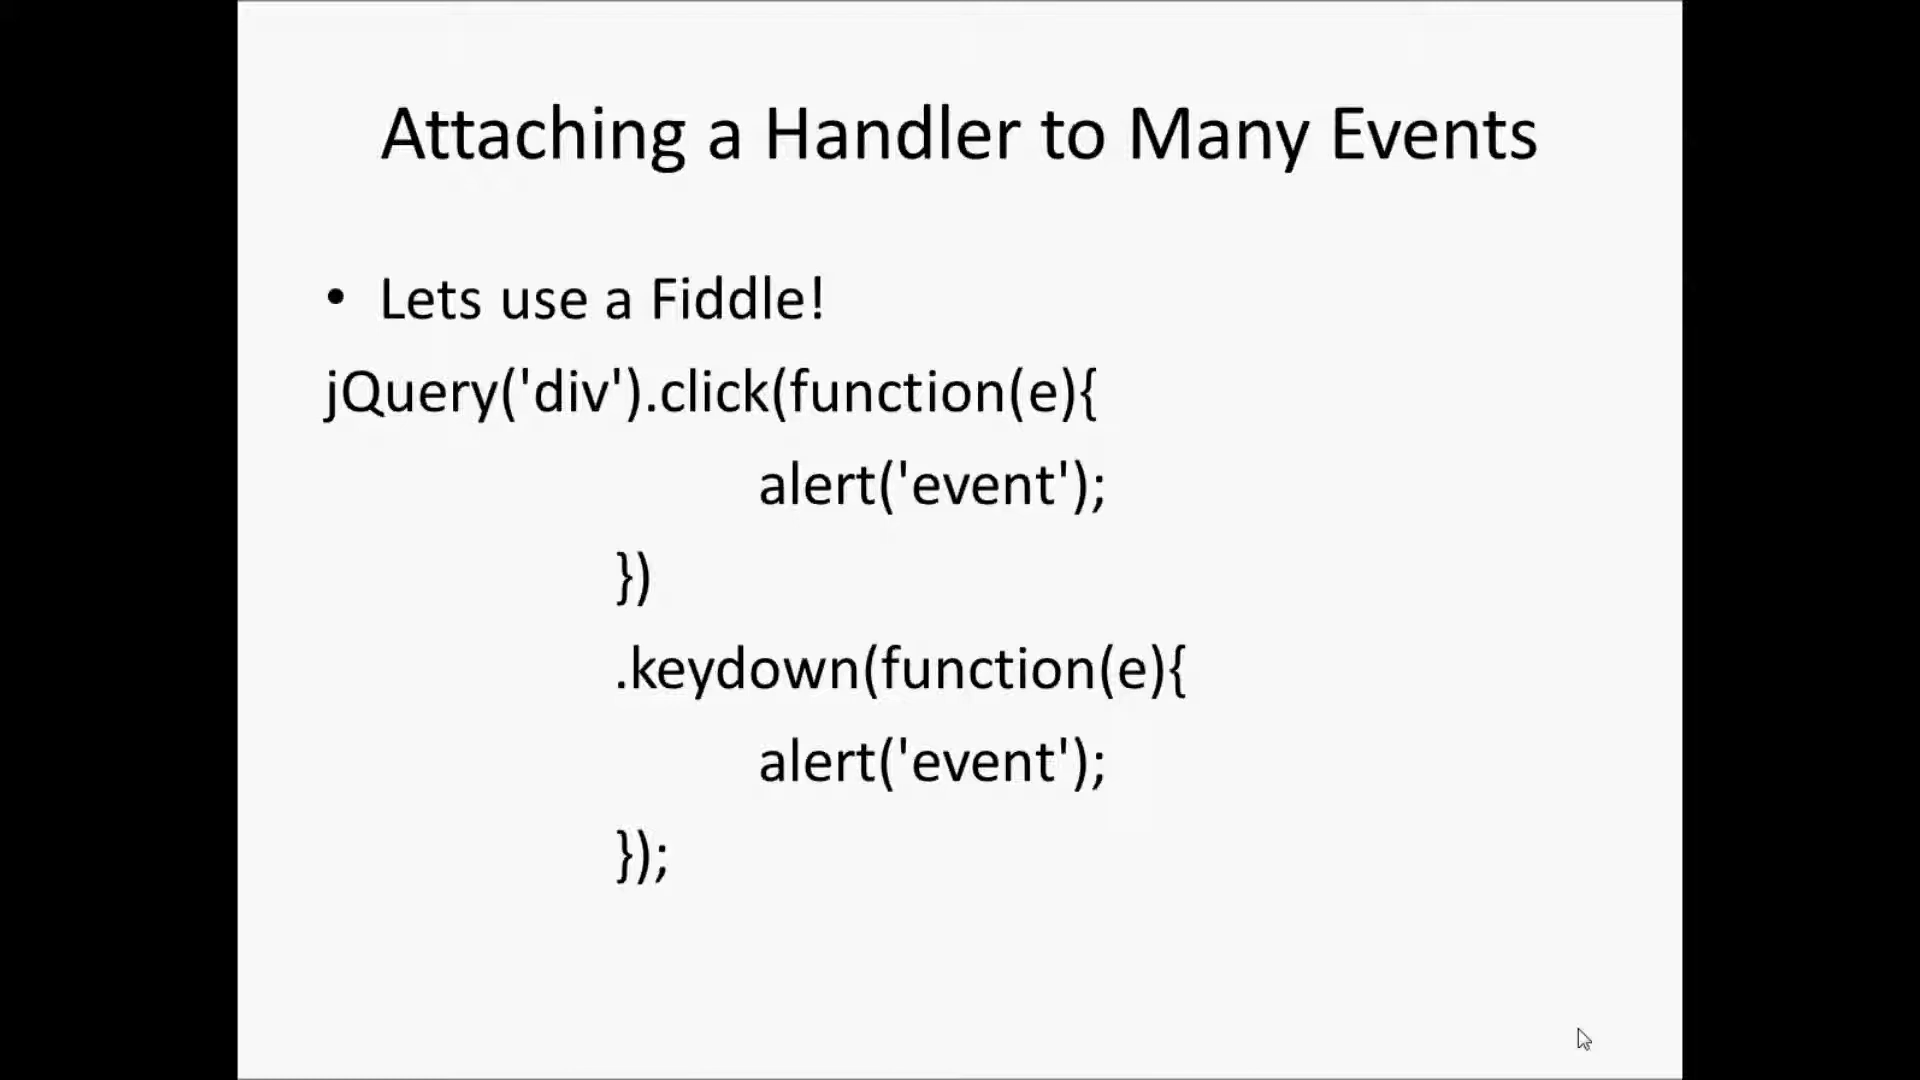 Attaching a Handler to Many Events
• Lets use a Fiddle!
jQuery('div').click(function(e){
alert('event');
})
.keydown(function(e){
alert('event');
});